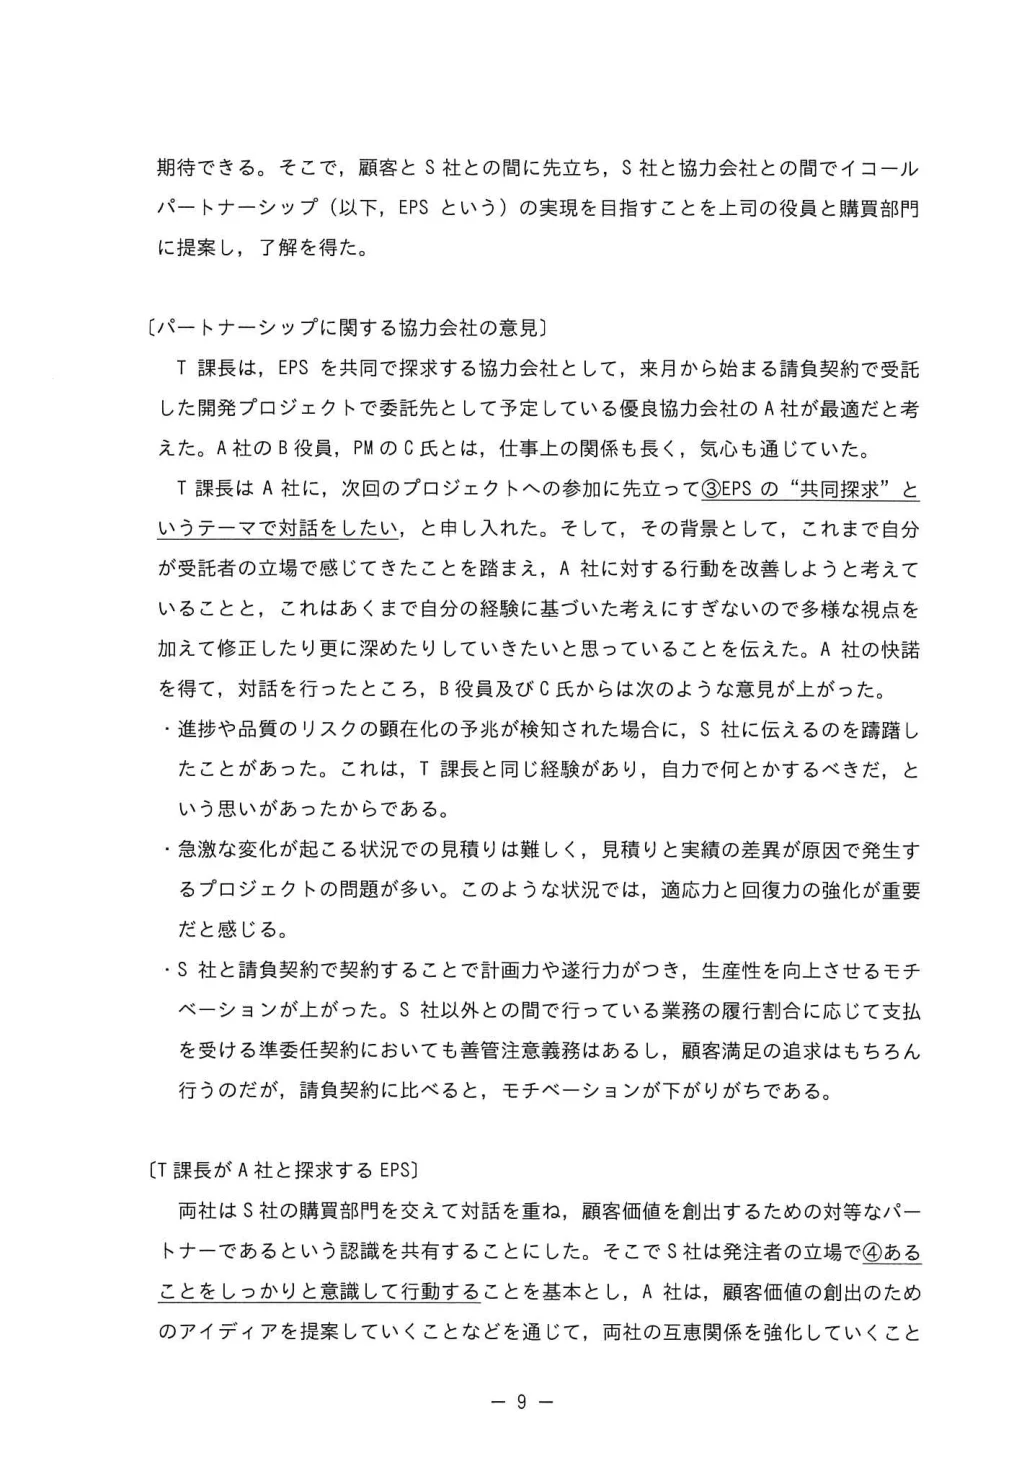 期待できる。そこで，顧客と S 社との間に先立ち，S 社と協力会社との間でイコール
パートナーシップ（以下，EPS という）の実現を目指すことを上司の役員と購買部門
に提案し，了解を得た。
〔パートナーシップに関する協力会社の意見〕
T 課長は，EPS を共同で探求する協力会社として，来月から始まる請負契約で受託
した開発プロジェクトで委託先として予定している優良協力会社の A 社が最適だと考
えた。A 社の B 役員，PM の C 氏とは，仕事上の関係も長く，気心も通じていた。
T 課長は A 社に，次回のプロジェクトへの参加に先立って③EPS の“共同探求”と
いうテーマで対話をしたい，と申し入れた。そして，その背景として，これまで自分
が受託者の立場で感じてきたことを踏まえ，A 社に対する行動を改善しようと考えて
いることと，これはあくまで自分の経験に基づいた考えにすぎないので多様な視点を
加えて修正したり更に深めたりしていきたいと思っていることを伝えた。A 社の快諾
を得て，対話を行ったところ，B 役員及び C 氏からは次のような意見が上がった。
・進捗や品質のリスクの顕在化の予兆が検知された場合に，S 社に伝えるのを躊躇し
たことがあった。これは，T 課長と同じ経験があり，自力で何とかするべきだ，と
いう思いがあったからである。
・急激な変化が起こる状況での見積りは難しく，見積りと実績の差異が原因で発生す
るプロジェクトの問題が多い。このような状況では，適応力と回復力の強化が重要
だと感じる。
・S 社と請負契約で契約することで計画力や遂行力がつき，生産性を向上させるモチ
ベーションが上がった。S 社以外との間で行っている業務の履行割合に応じて支払
を受ける準委任契約においても善管注意義務はあるし，顧客満足の追求はもちろん
行うのだが，請負契約に比べると，モチベーションが下がりがちである。
〔T 課長が A 社と探求する EPS〕
両社は S 社の購買部門を交えて対話を重ね，顧客価値を創出するための対等なパー
トナーであるという認識を共有することにした。そこで S 社は発注者の立場で④ある
ことをしっかりと意識して行動することを基本とし，A 社は，顧客価値の創出のため
のアイディアを提案していくことなどを通じて，両社の互恵関係を強化していくこと
－ 9 －